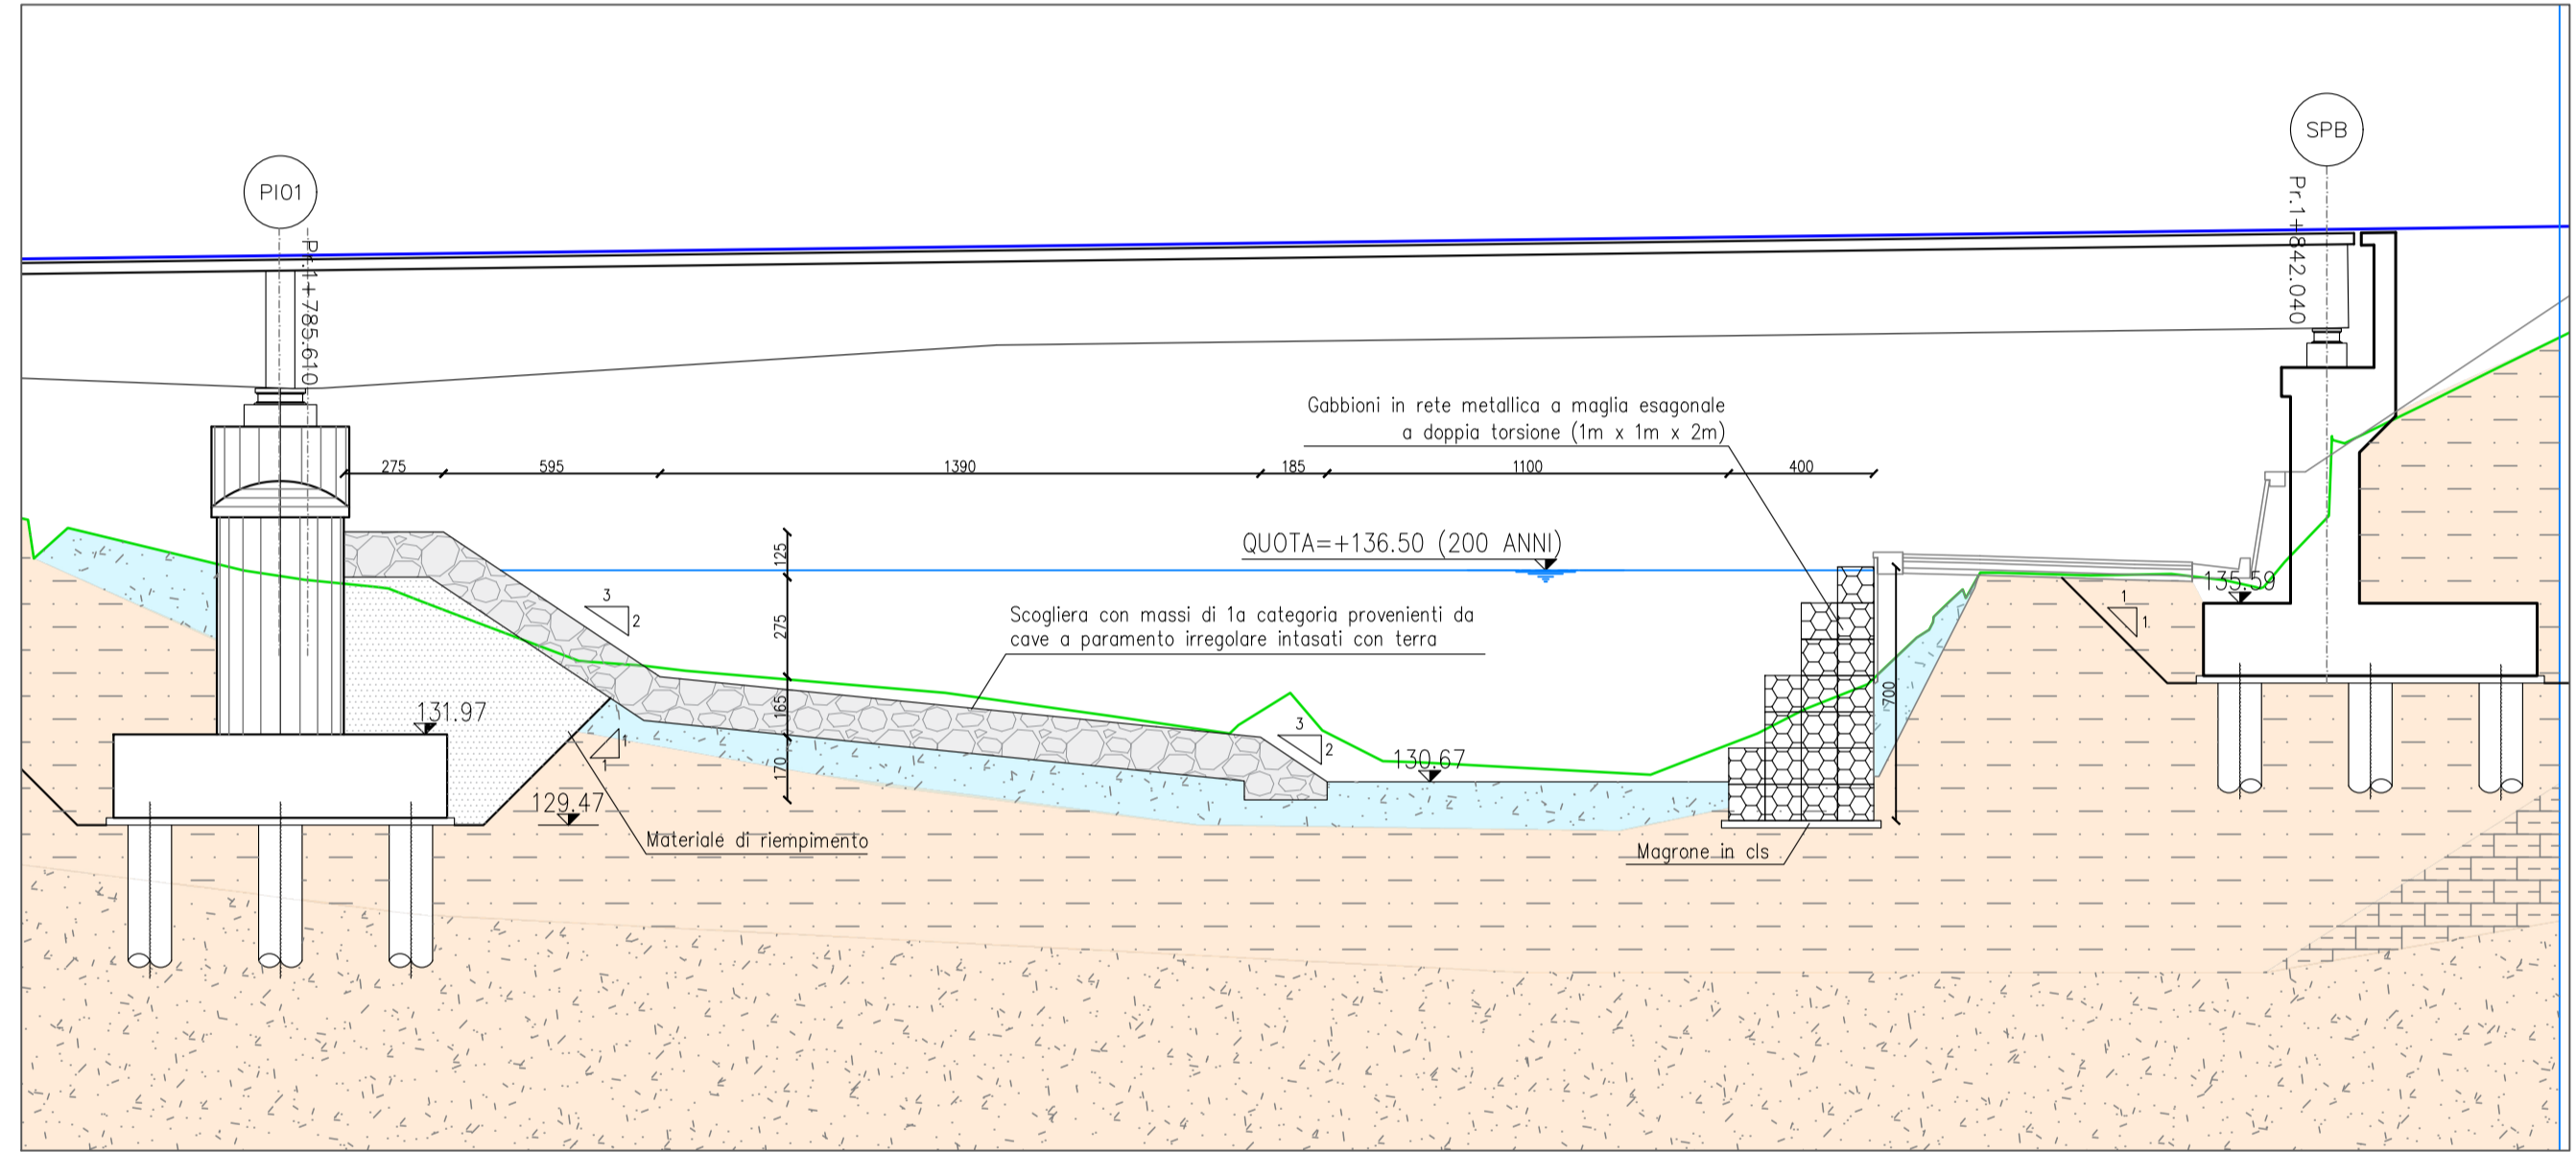 SPB
PI01
Pr.1+842.040
Pr.1+785.610
Gabbioni in rete metallica a maglia esagonale
a doppia torsione (1m x 1m x 2m)
275
595
1390
185
1100
400
QUOTA=+136.50 (200 ANNI)
125
3
2
275
Scogliera con massi di 1a categoria provenienti da
cave a paramento irregolare intasati con terra
135.59
1
1
700
131.97
165
1
1
3
2
130.67
170
129.47
Materiale di riempimento
Magrone in cls